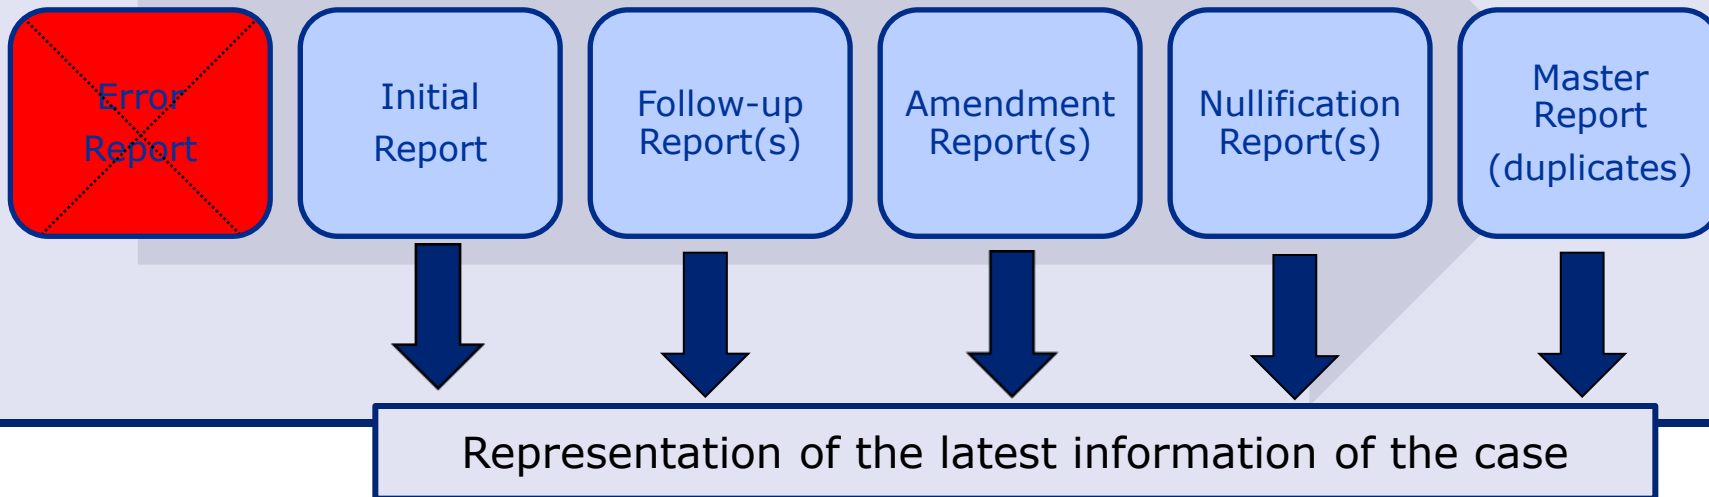 Error
Report
Initial
Report
Follow-up
Report(s)
Amendment
Report(s)
Nullification
Report(s)
Master
Report
(duplicates)
Representation of the latest information of the case